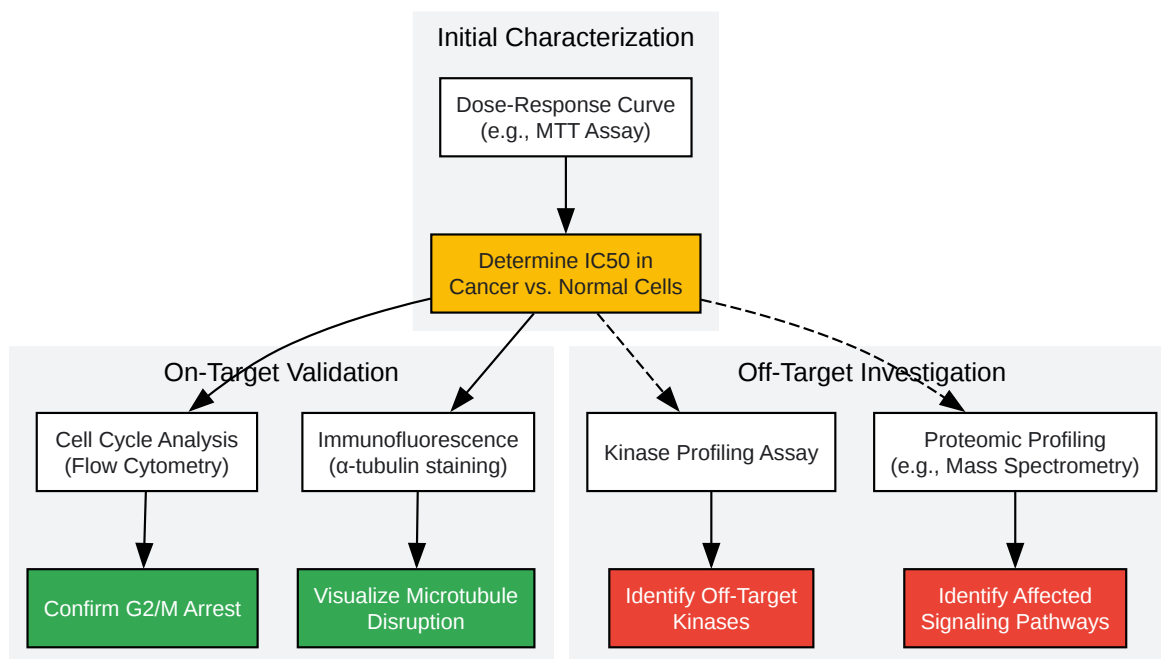 Initial Characterization
Dose-Response Curve
(e.g., MTT Assay)
Determine IC50 in
Cancer vs. Normal Cells
On-Target Validation
Cell Cycle Analysis
(Flow Cytometry)
Immunofluorescence
(α-tubulin staining)
Confirm G2/M Arrest
Visualize Microtubule
Disruption
Off-Target Investigation
Kinase Profiling Assay
Proteomic Profiling
(e.g., Mass Spectrometry)
Identify Off-Target
Kinases
Identify Affected
Signaling Pathways